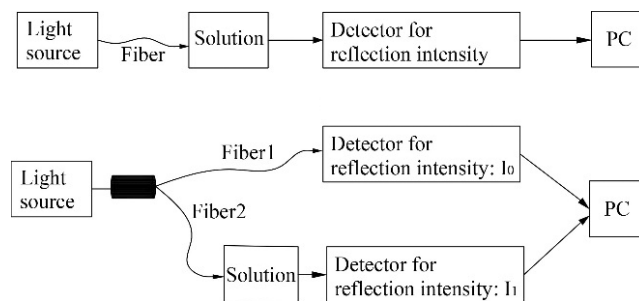 Light
source
Fiber
Solution
Detector for
reflection intensity
PC
Light
source
Fiber1
Fiber2
Detector for
reflection intensity: I₀
Solution
Detector for
reflection intensity: I₁
PC